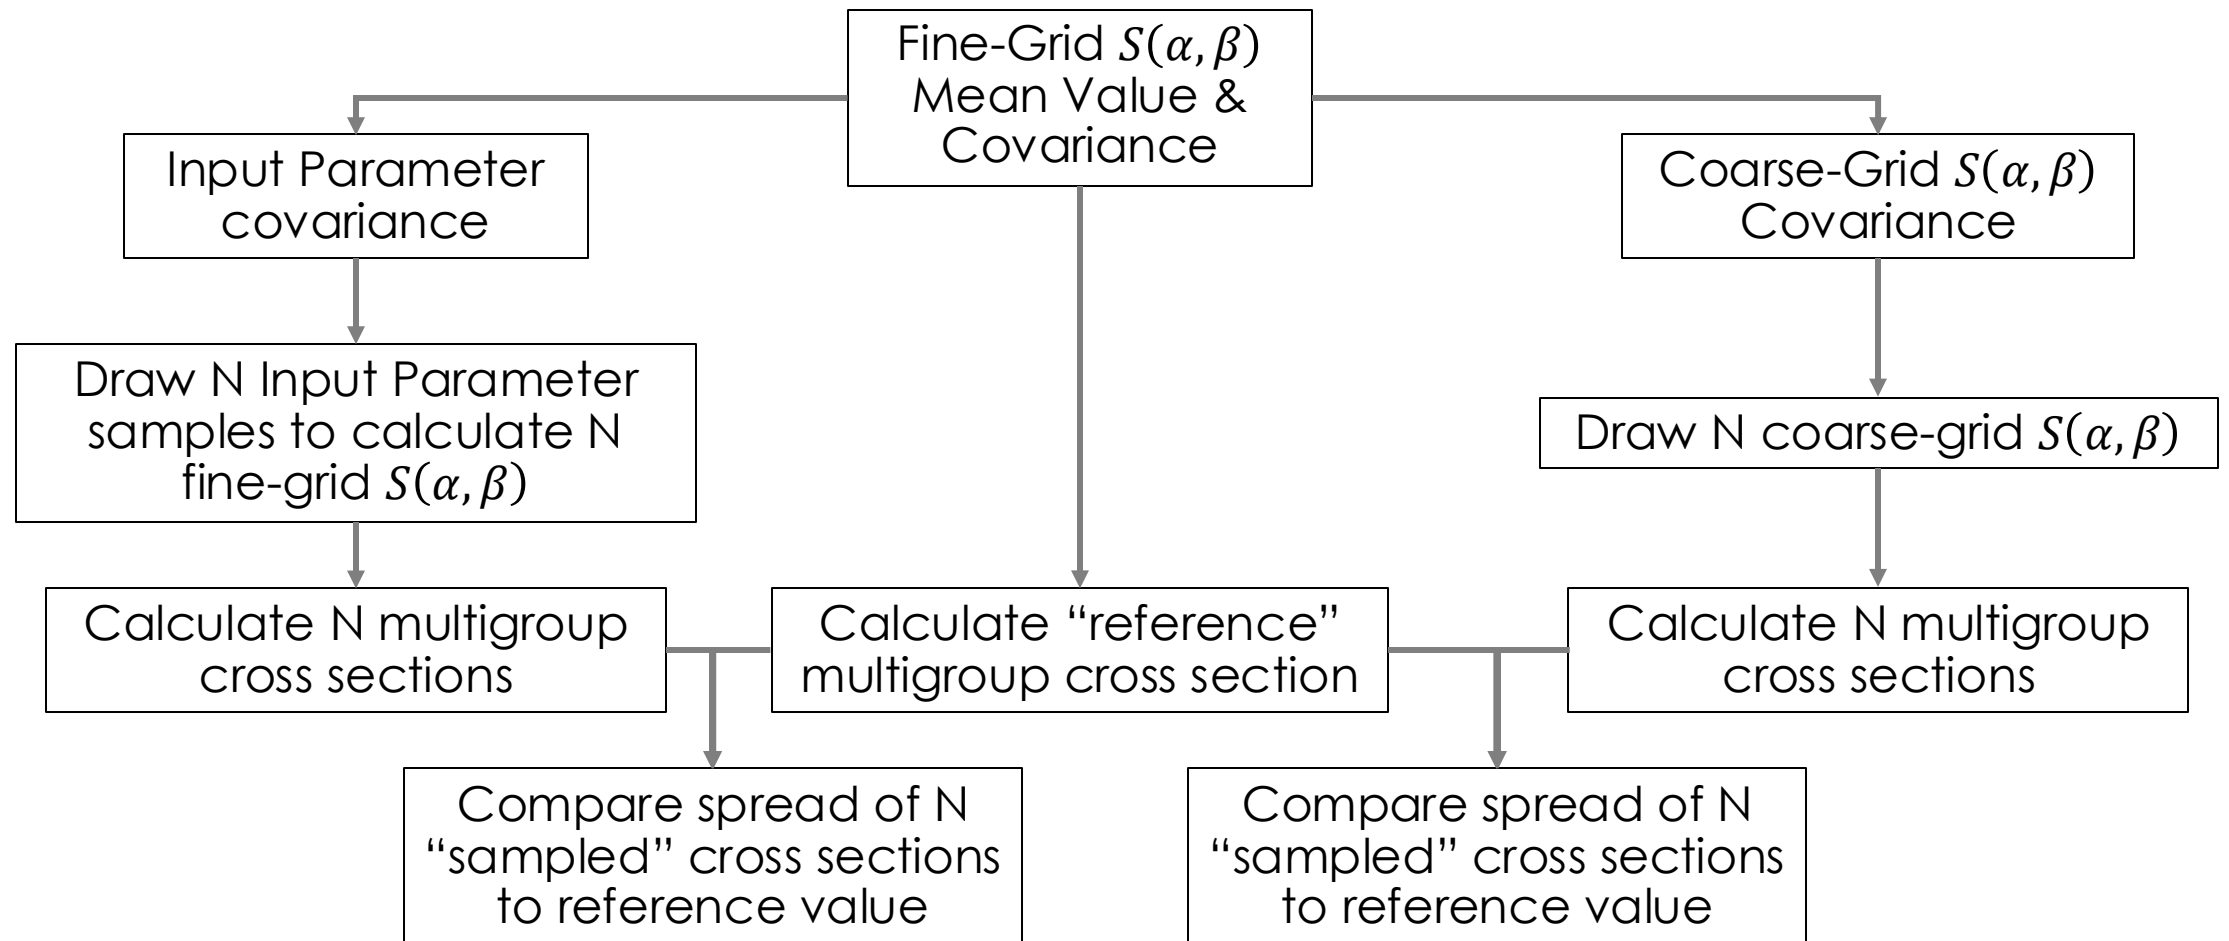 Fine-Grid S(α, β)
Mean Value &
Covariance
Input Parameter
covariance
Coarse-Grid S(α, β)
Covariance
Draw N Input Parameter
samples to calculate N
fine-grid S(α, β)
Draw N coarse-grid S(α, β)
Calculate N multigroup
cross sections
Calculate “reference”
multigroup cross section
Calculate N multigroup
cross sections
Compare spread of N
“sampled” cross sections
to reference value
Compare spread of N
“sampled” cross sections
to reference value